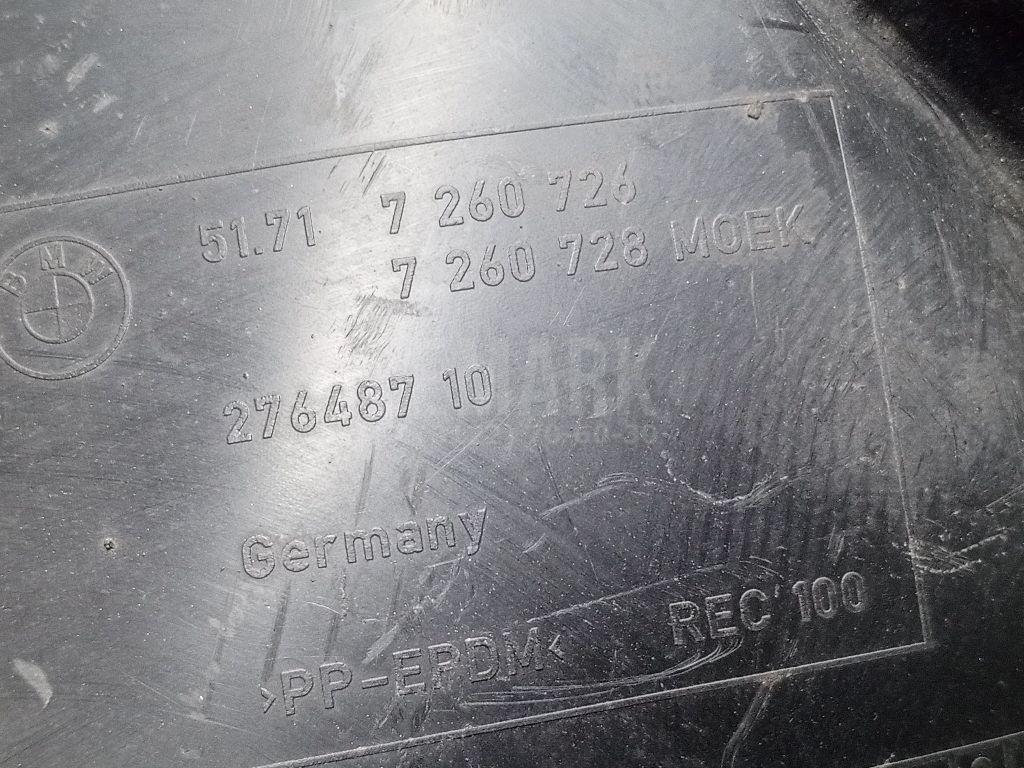 BMW
51.71 7 260 726
7 260 728 MOEK
276487 10
Germany
>PP-EPDM<
REC 100